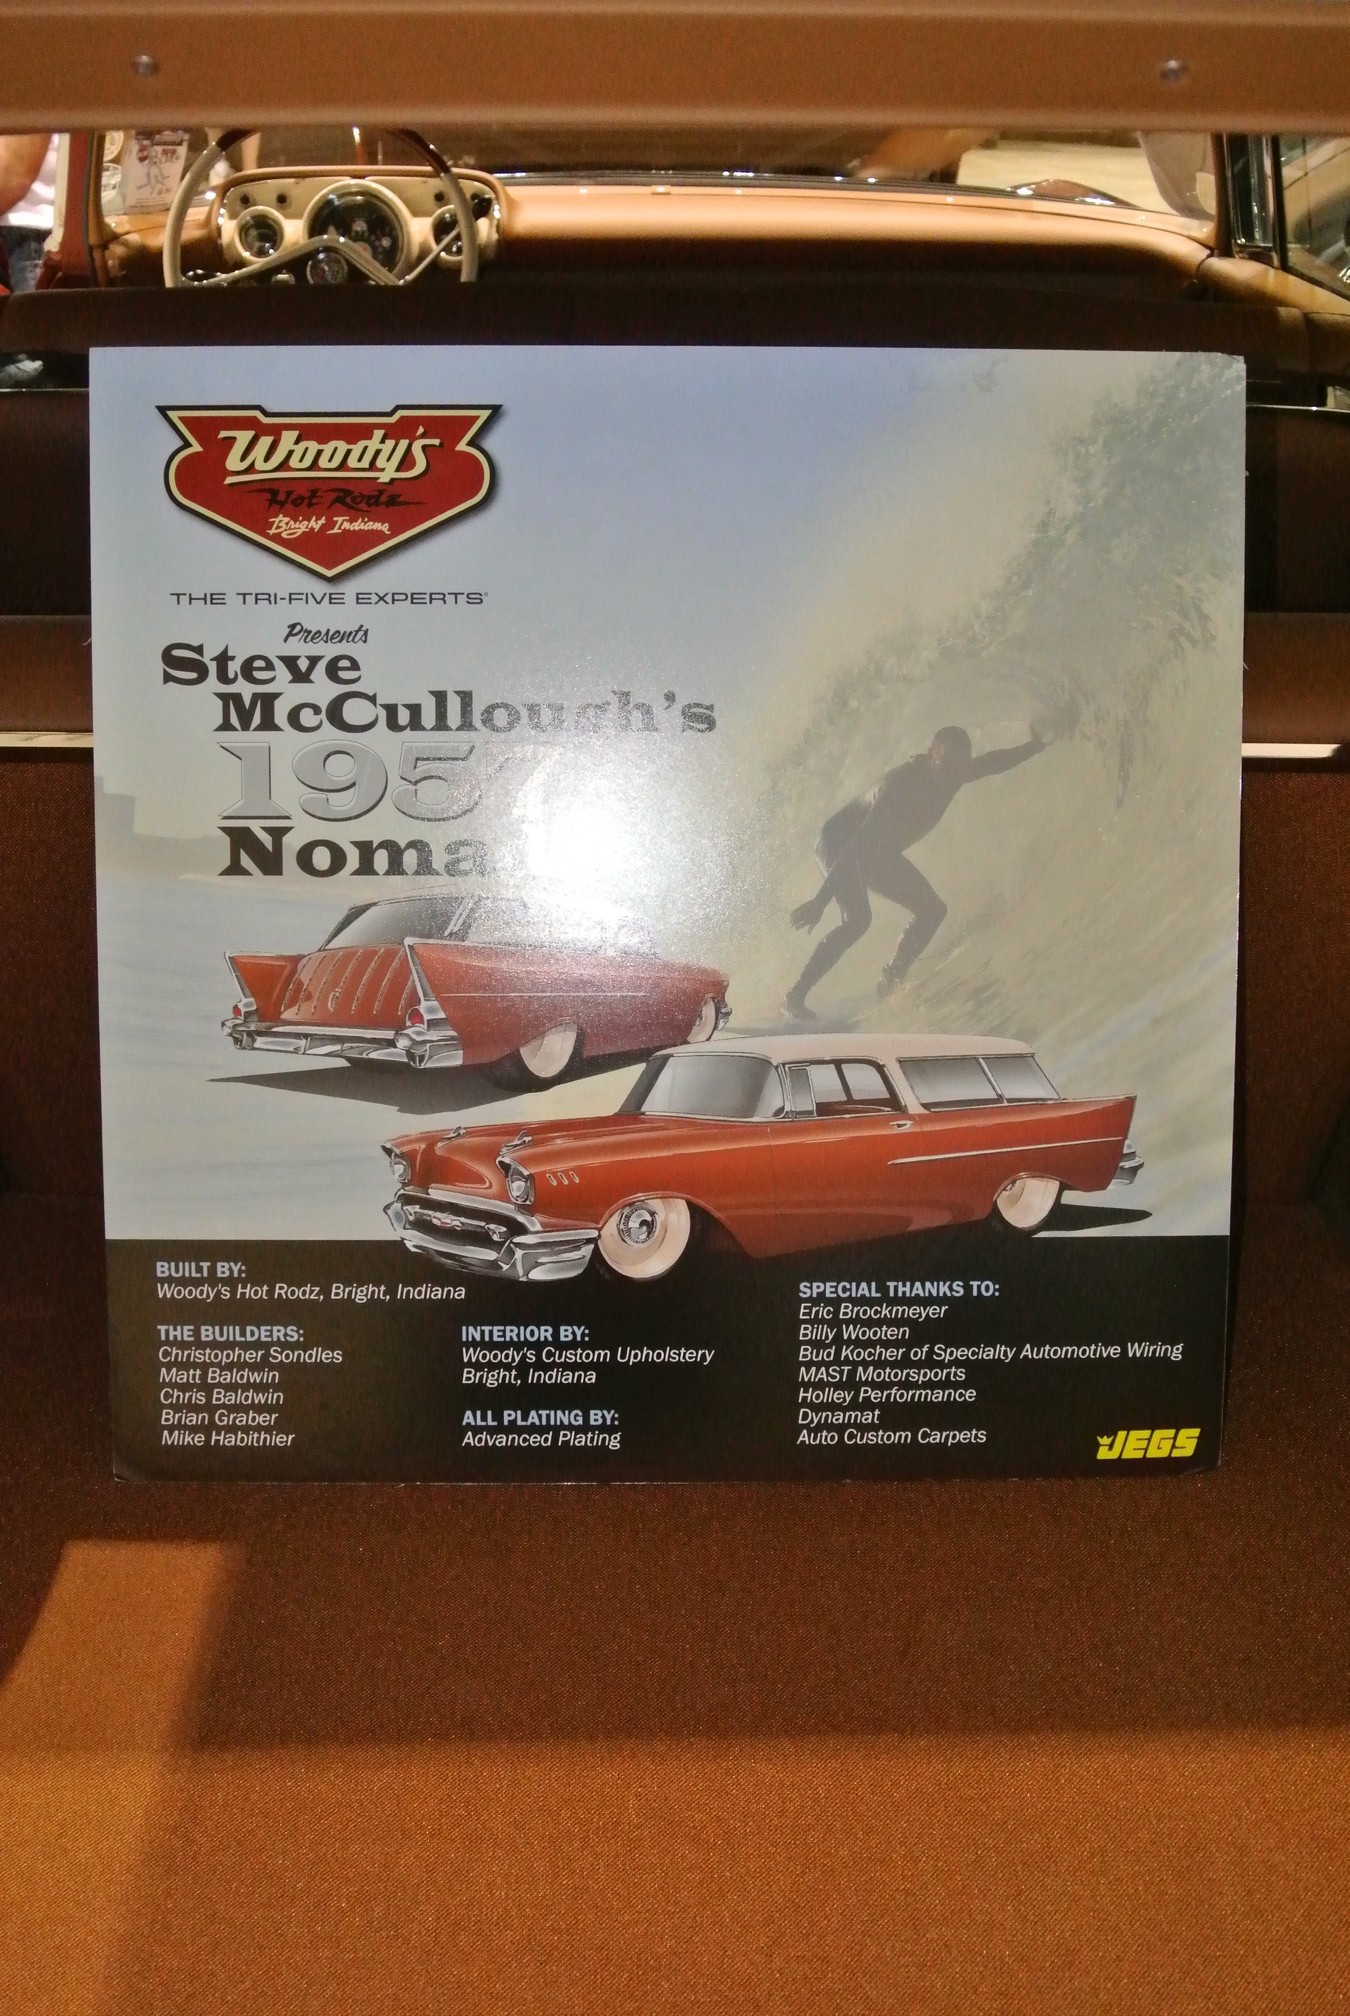 Woody's
Hot Rodz
Bright Indiana
THE TRI-FIVE EXPERTS
Presents
Steve
McCullough's
195
Noma
BUILT BY:
Woody's Hot Rodz, Bright, Indiana
THE BUILDERS:
Christopher Sondles
Matt Baldwin
Chris Baldwin
Brian Graber
Mike Habithier
INTERIOR BY:
Woody's Custom Upholstery
Bright, Indiana
ALL PLATING BY:
Advanced Plating
SPECIAL THANKS TO:
Eric Brockmeyer
Billy Wooten
Bud Kocher of Specialty Automotive Wiring
MAST Motorsports
Holley Performance
Dynamat
Auto Custom Carpets
JEGS